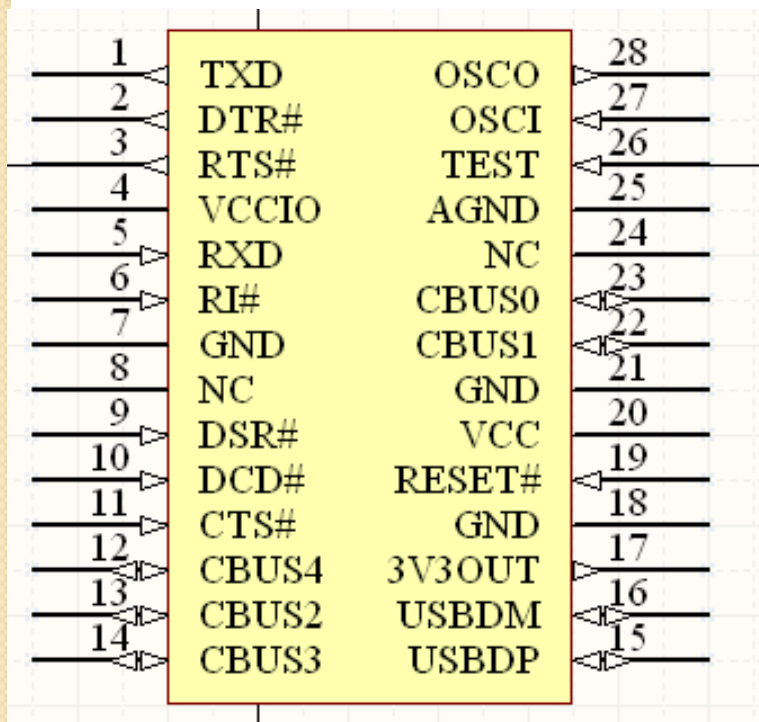 1 TXD OSCO 28
2 DTR# OSCI 27
3 RTS# TEST 26
4 VCCIO AGND 25
5 RXD NC 24
6 RI# CBUS0 23
7 GND CBUS1 22
8 NC GND 21
9 DSR# VCC 20
10 DCD# RESET# 19
11 CTS# GND 18
12 CBUS4 3V3OUT 17
13 CBUS2 USBDM 16
14 CBUS3 USBDP 15